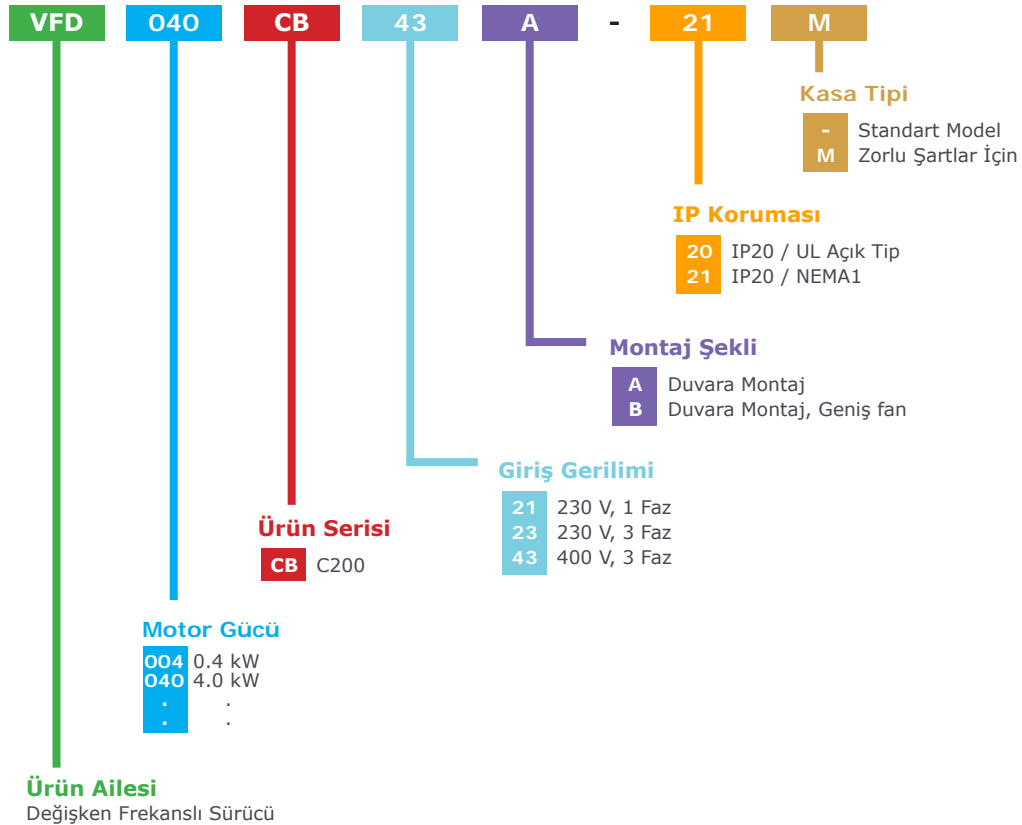 VFD 040 CB 43 A - 21 M
Kasa Tipi
- Standart Model
M Zorlu Şartlar İçin
IP Koruması
20 IP20 / UL Açık Tip
21 IP20 / NEMA1
Montaj Şekli
A Duvara Montaj
B Duvara Montaj, Geniş fan
Giriş Gerilimi
21 230 V, 1 Faz
23 230 V, 3 Faz
43 400 V, 3 Faz
Ürün Serisi
CB C200
Motor Gücü
004 0.4 kW
040 4.0 kW
. .
. .
Ürün Ailesi
Değişken Frekanslı Sürücü